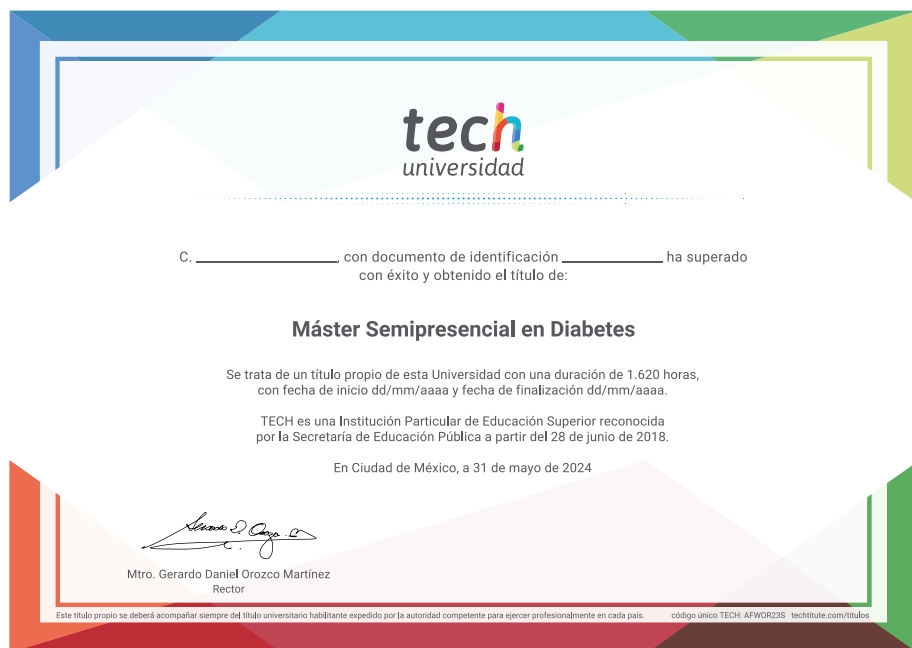 tech
universidad
C. , con documento de identificación ha superado
con éxito y obtenido el título de:
Máster Semipresencial en Diabetes
Se trata de un título propio de esta Universidad con una duración de 1.620 horas,
con fecha de inicio dd/mm/aaaa y fecha de finalización dd/mm/aaaa.
TECH es una Institución Particular de Educación Superior reconocida
por la Secretaría de Educación Pública a partir del 28 de junio de 2018.
En Ciudad de México, a 31 de mayo de 2024
Mtro. Gerardo Daniel Orozco Martínez
Rector
Este título propio se deberá acompañar siempre del título universitario habilitante expedido por la autoridad competente para ejercer profesionalmente en cada país. código único TECH: AFWOR23S techtitute.com/titulos